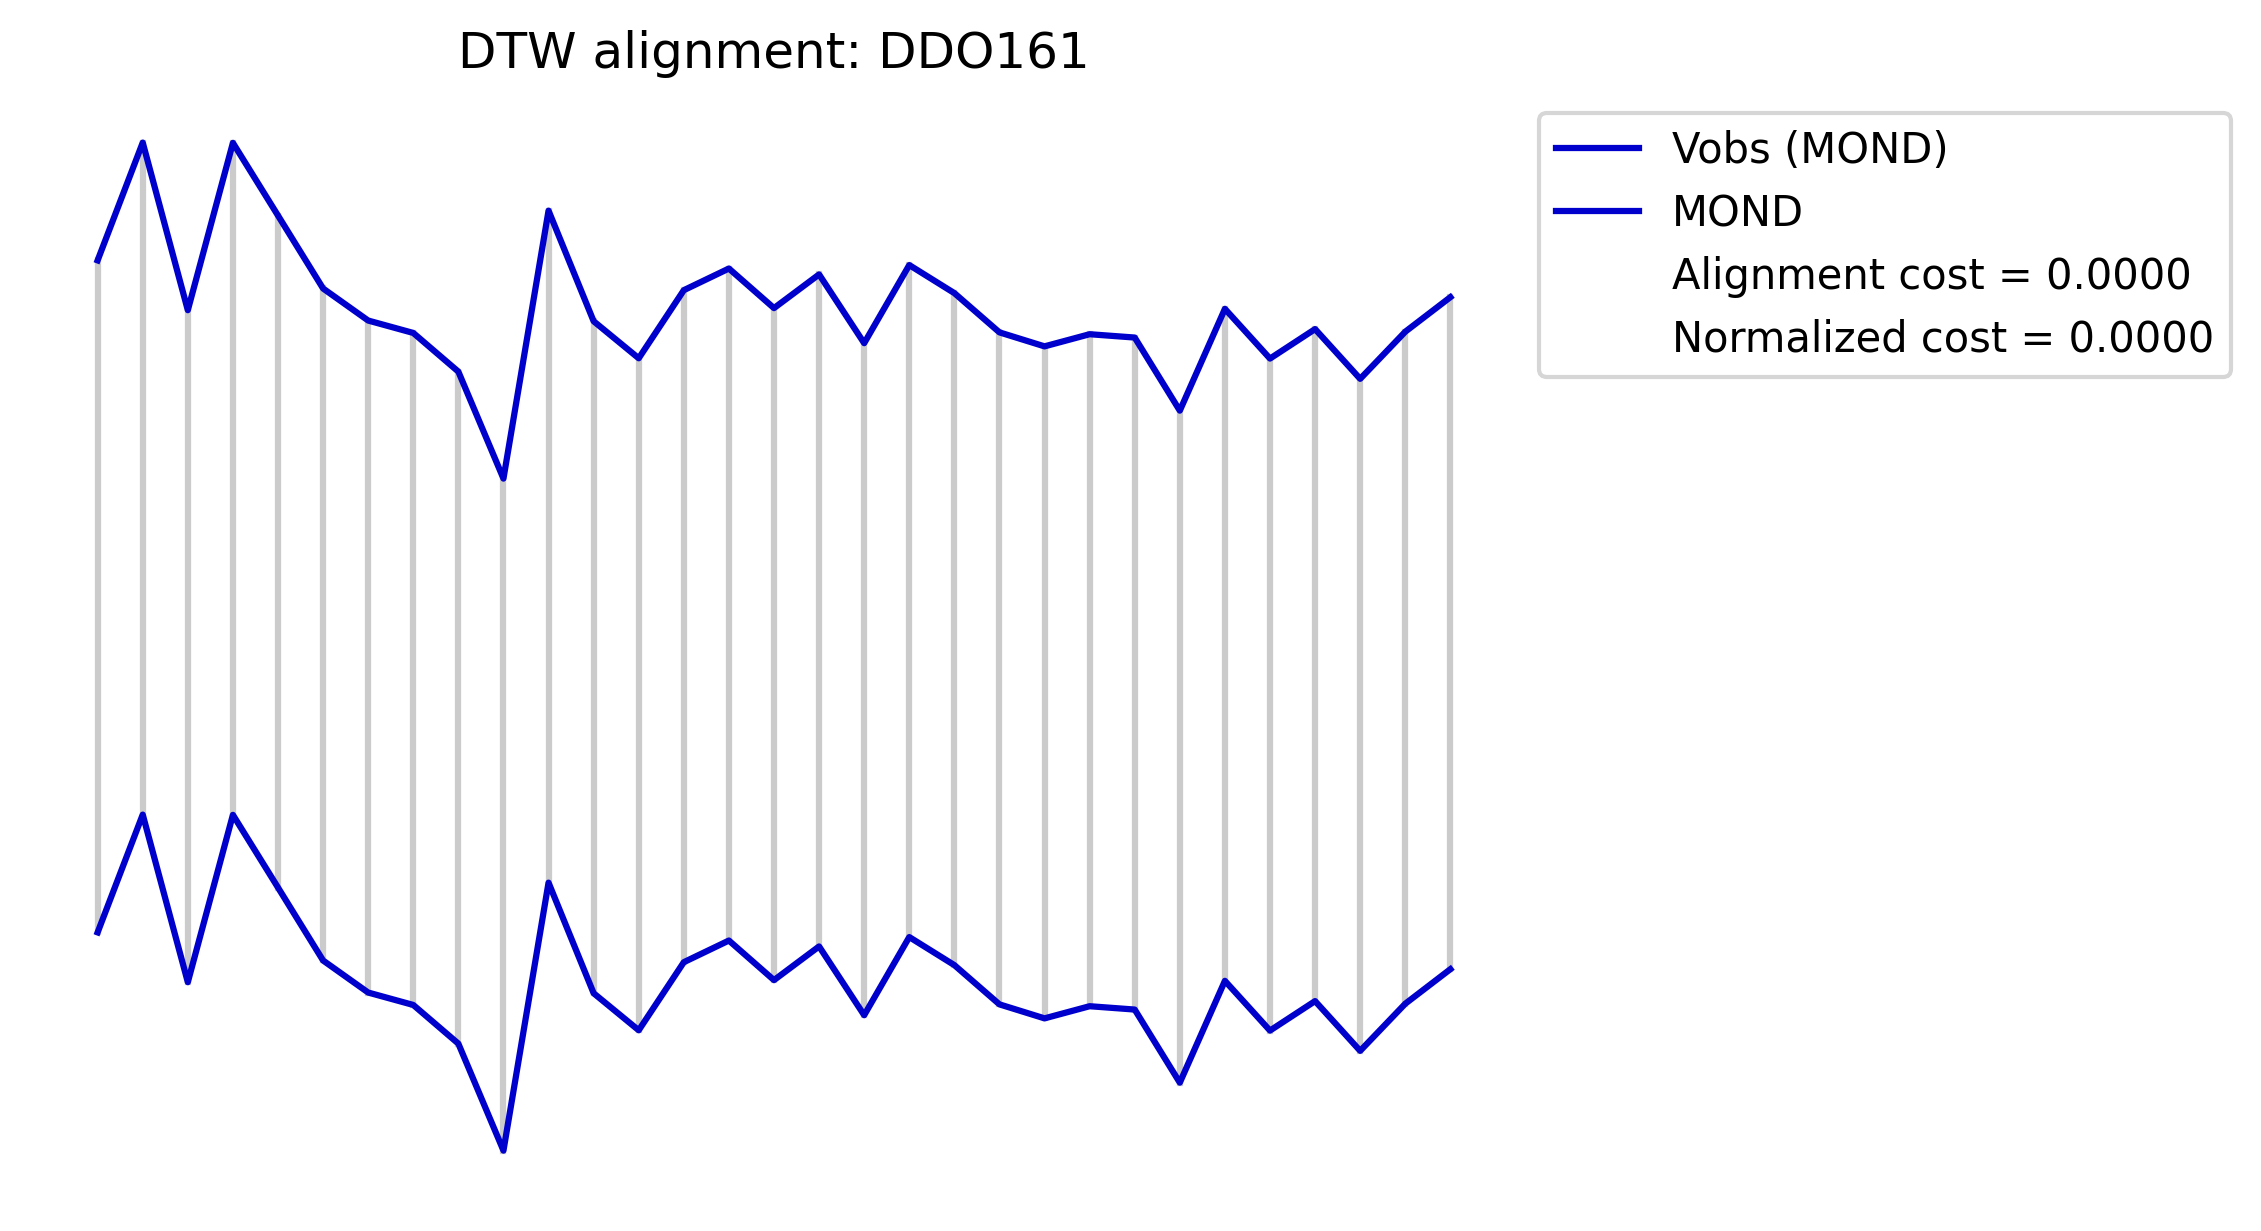 DTW alignment: DDO161
Vobs (MOND)
MOND
Alignment cost = 0.0000
Normalized cost = 0.0000